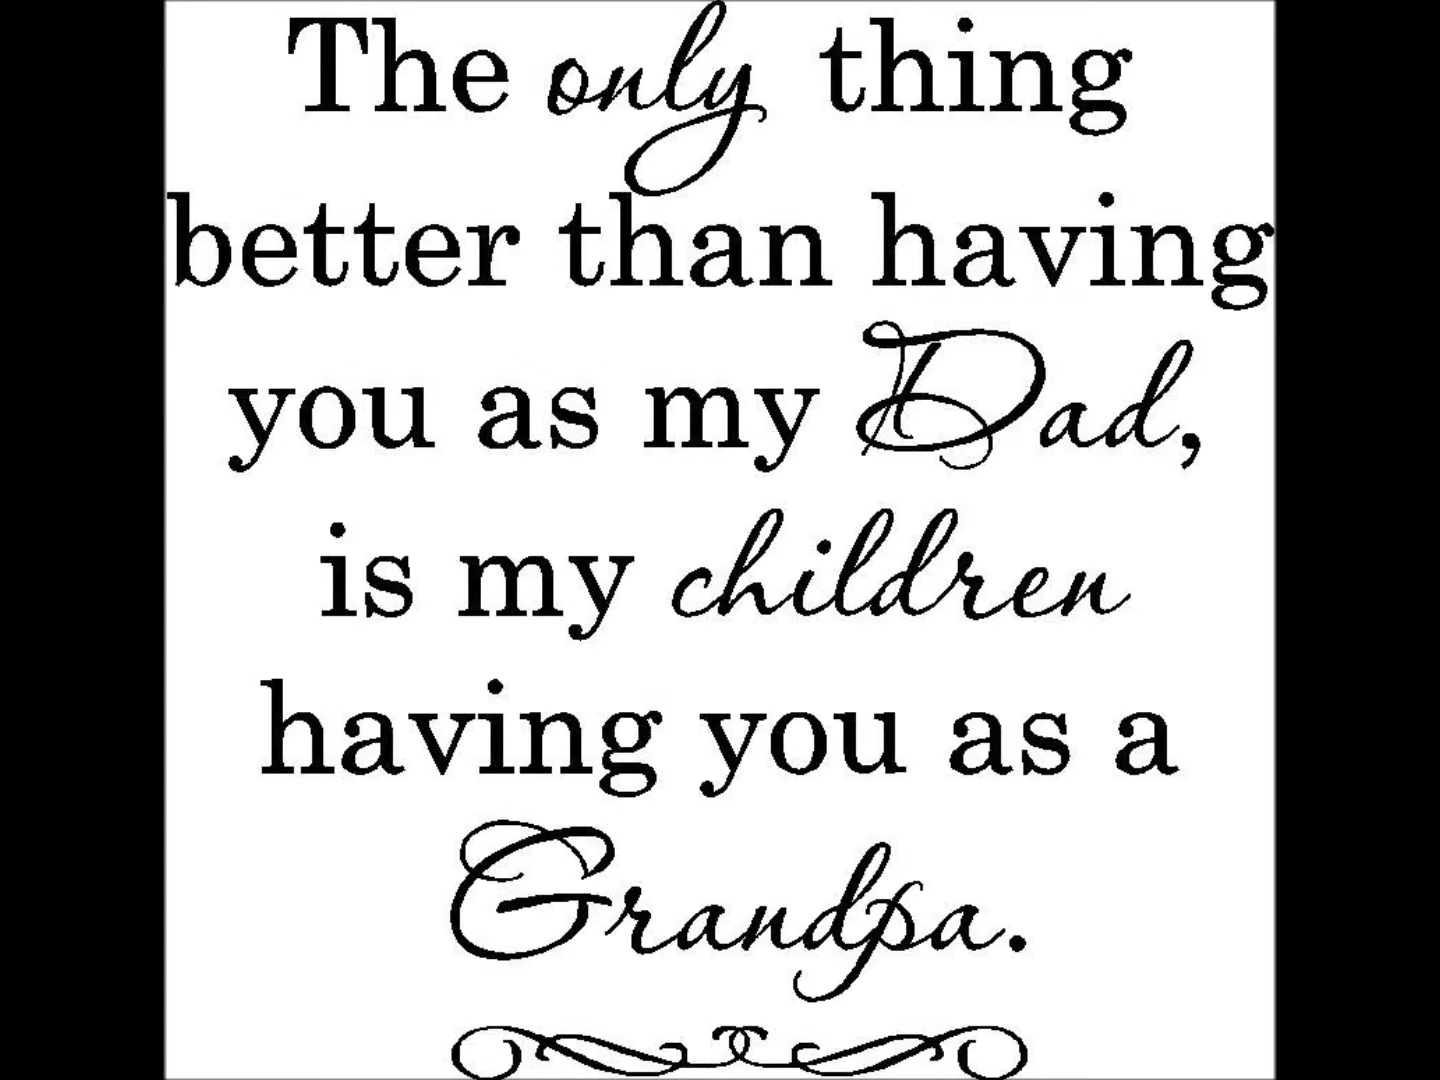 The only thing
better than having
you as my Dad,
is my children
having you as a
Grandpa.